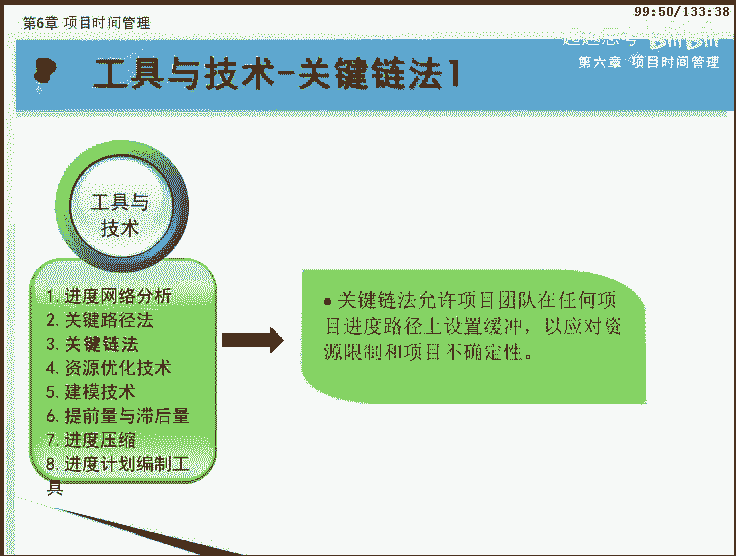 第6章 项目时间管理
99:50/133:38
第六章 项目时间管理
工具与技术-关键链法1
工具与
技术
1. 进度网络分析
2. 关键路径法
3. 关键链法
4. 资源优化技术
5. 建模技术
6. 提前量与滞后量
7. 进度压缩
8. 进度计划编制工
具
● 关键链法允许项目团队在任何项
目进度路径上设置缓冲，以应对资
源限制和项目不确定性。